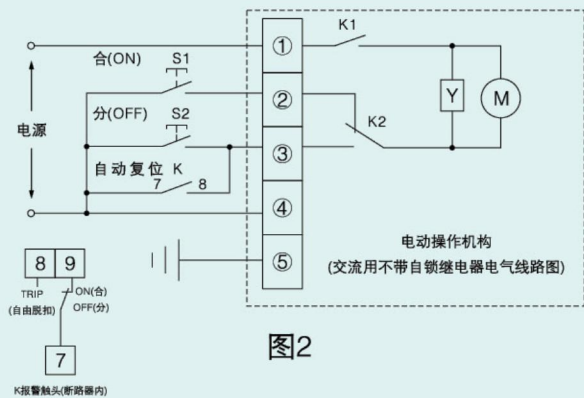 合(ON) S1
分(OFF) S2
电源
自动复位 K
7 8
①
②
③
④
⑤
K1
K2
Y
M
电动操作机构
(交流用不带自锁继电器电气线路图)
8 9
TRIP
(自由脱扣)
ON(合)
OFF(分)
7
K报警触头(断路器内)
图2